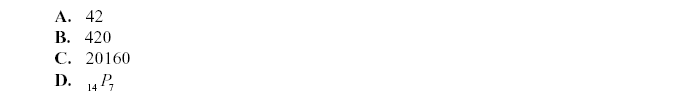 A. 42
B. 420
C. 20160
D. ₁₄P₇